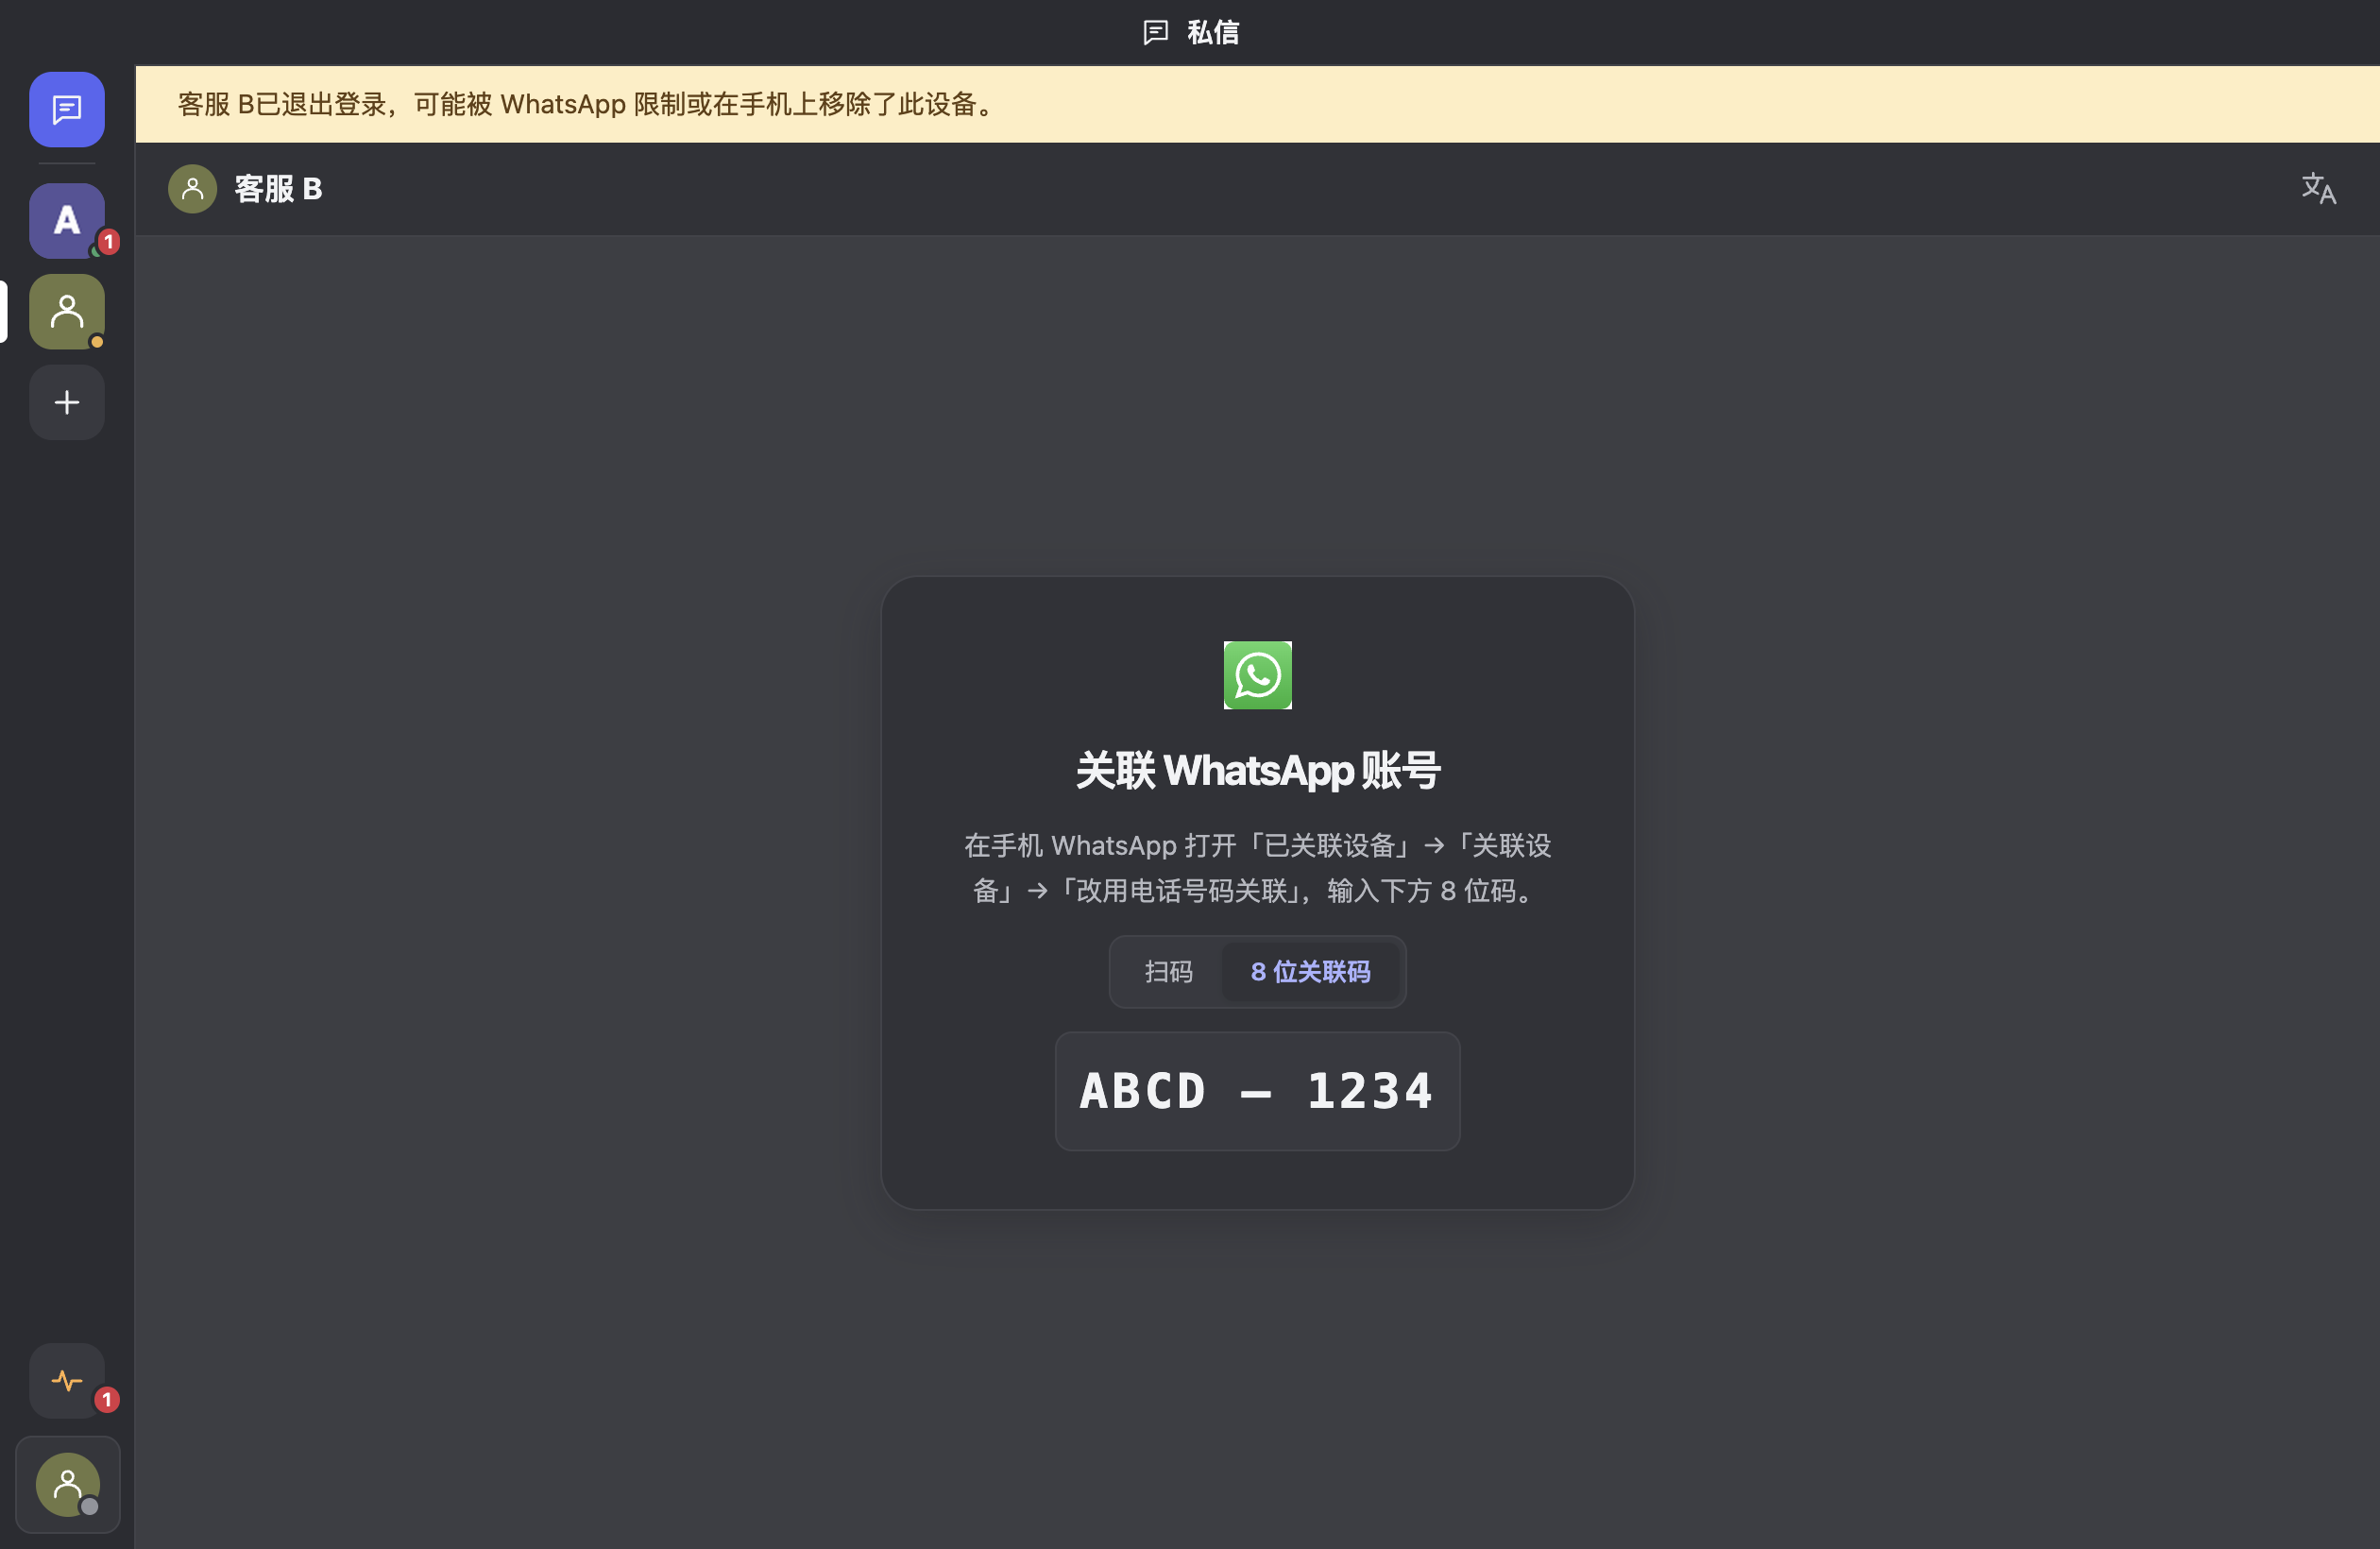 私信
客服 B已退出登录，可能被 WhatsApp 限制或在手机上移除了此设备。
A
1
客服 B
文A
关联 WhatsApp 账号
在手机 WhatsApp 打开「已关联设备」→「关联设
备」→「改用电话号码关联」，输入下方 8 位码。
扫码
8 位关联码
ABCD – 1234
1